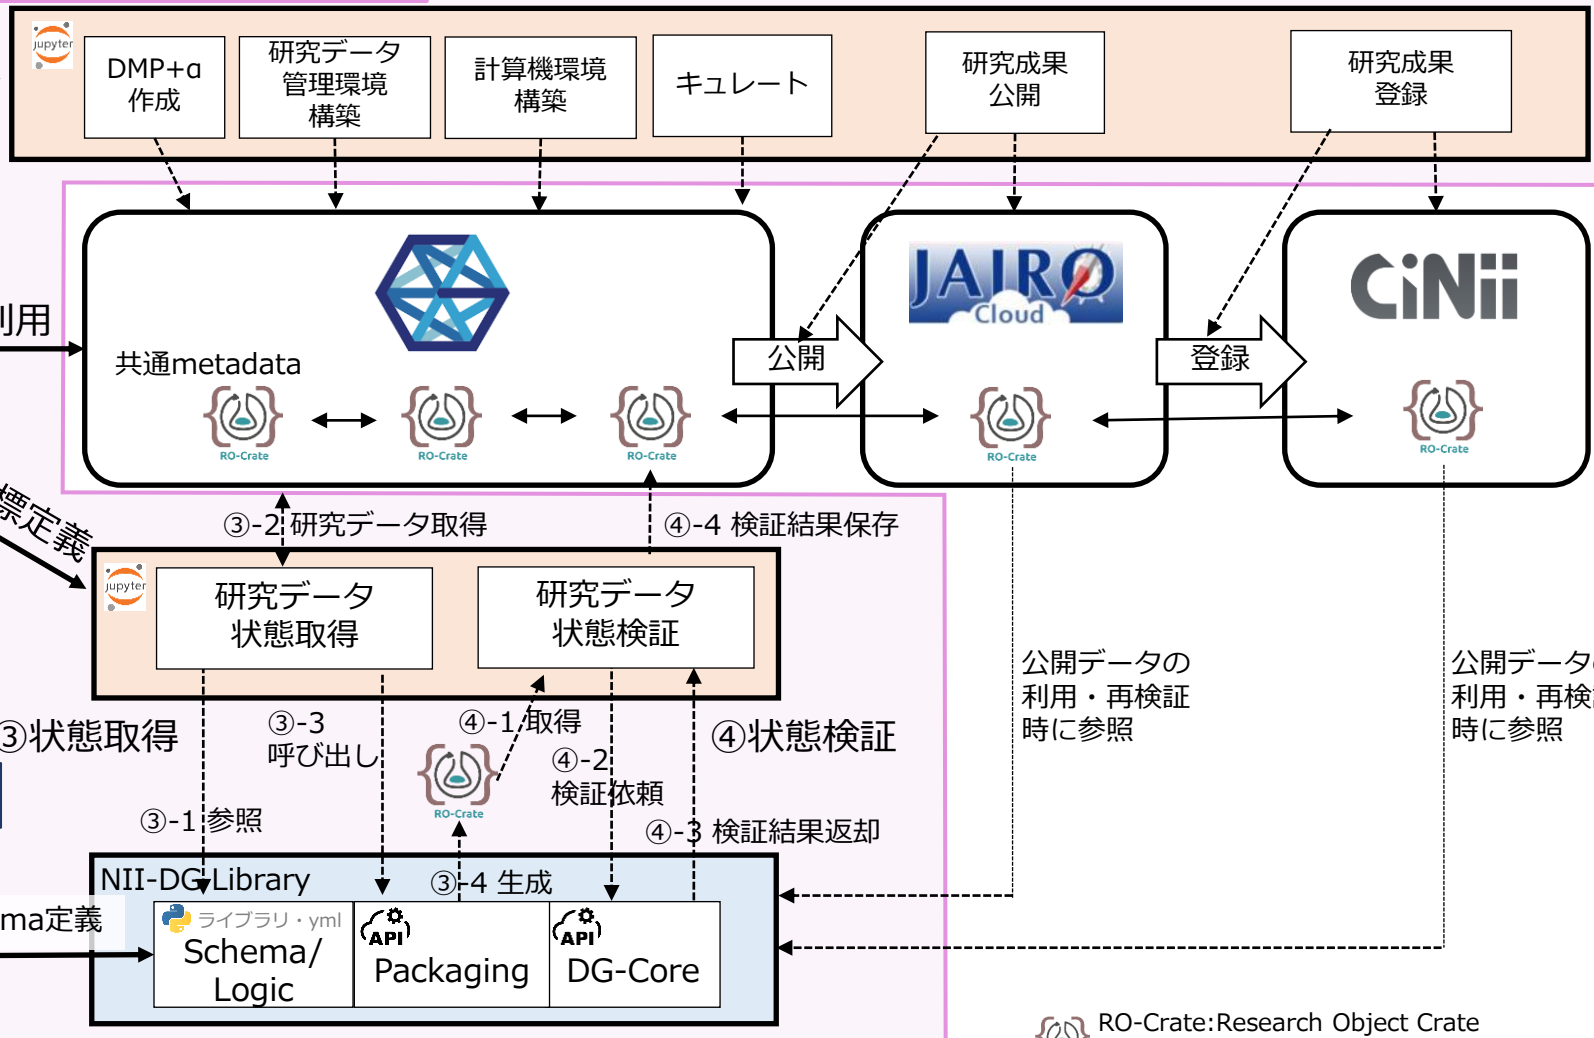 jupyter
DMP+α
作成
研究データ
管理環境
構築
計算機環境
構築
キュレート
研究成果
公開
研究成果
登録
JAIRO
Cloud
CiNii
利用
共通metadata
公開
登録
RO-Crate
RO-Crate
RO-Crate
RO-Crate
RO-Crate
標定義
③-2 研究データ取得
④-4 検証結果保存
jupyter
研究データ
状態取得
研究データ
状態検証
公開データの
利用・再検証
時に参照
公開データの
利用・再検証
時に参照
③状態取得
③-3
呼び出し
④-1 取得
④-2
検証依頼
④状態検証
RO-Crate
③-1 参照
④-3 検証結果返却
NII-DG Library
③-4 生成
ma定義
ライブラリ・yml
Schema/
Logic
API
Packaging
API
DG-Core
RO-Crate:Research Object Crate